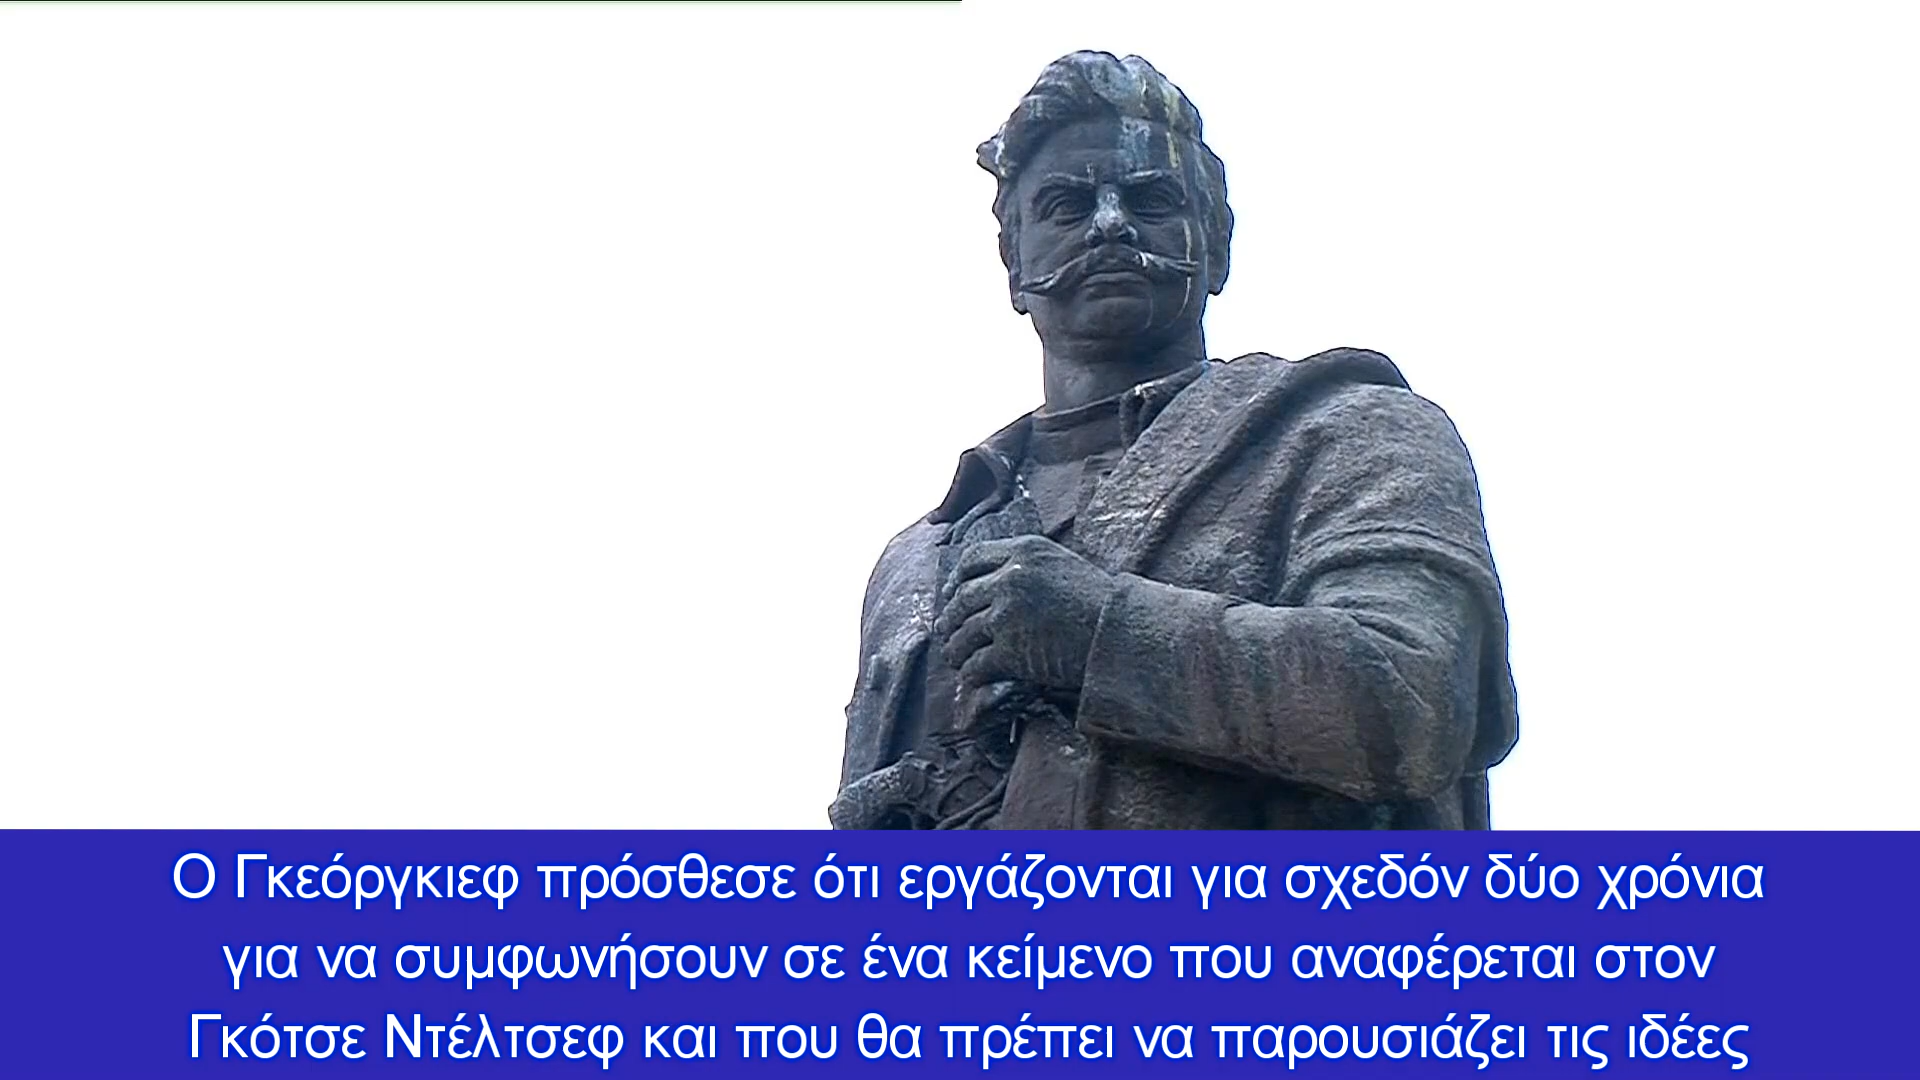 Ο Γκεόργκιεφ πρόσθεσε ότι εργάζονται για σχεδόν δύο χρόνια
για να συμφωνήσουν σε ένα κείμενο που αναφέρεται στον
Γκότσε Ντέλτσεφ και που θα πρέπει να παρουσιάζει τις ιδέες